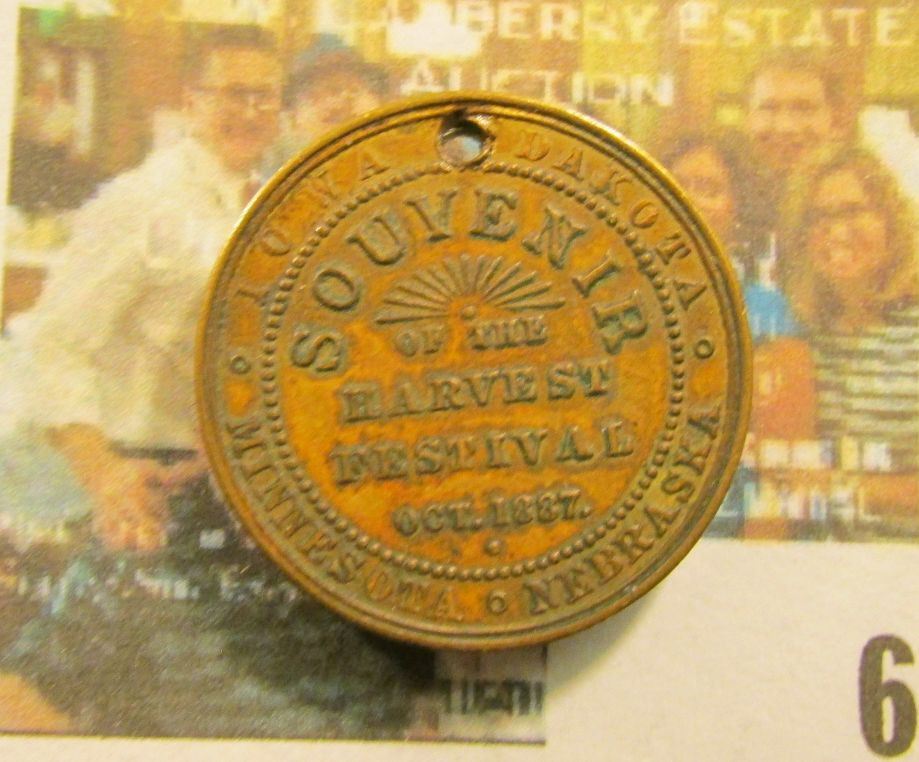 BERRY ESTATE
AUCTION
IOWA DAKOTA
SOUVENIR
OF THE
HARVEST
FESTIVAL
OCT. 1887.
MINNESOTA NEBRASKA
6